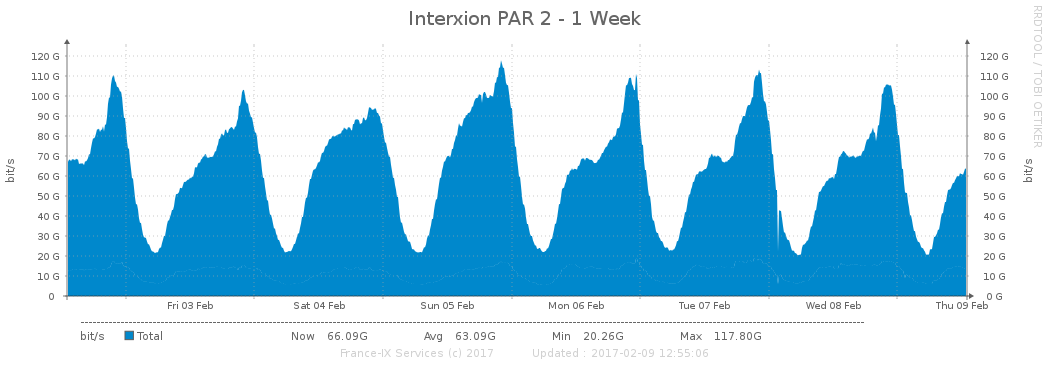 Interxion PAR 2 - 1 Week
RRDTOOL / TOBI OETIKER
bit/s
120 G 120 G
110 G 110 G
100 G 100 G
90 G 90 G
80 G 80 G
70 G 70 G
60 G 60 G
50 G 50 G
40 G 40 G
30 G 30 G
20 G 20 G
10 G 10 G
0 0 G
bit/s
Fri 03 Feb Sat 04 Feb Sun 05 Feb Mon 06 Feb Tue 07 Feb Wed 08 Feb Thu 09 Feb
bit/s Total Now 66.09G Avg 63.09G Min 20.26G Max 117.80G
France-IX Services (c) 2017 Updated : 2017-02-09 12:55:06